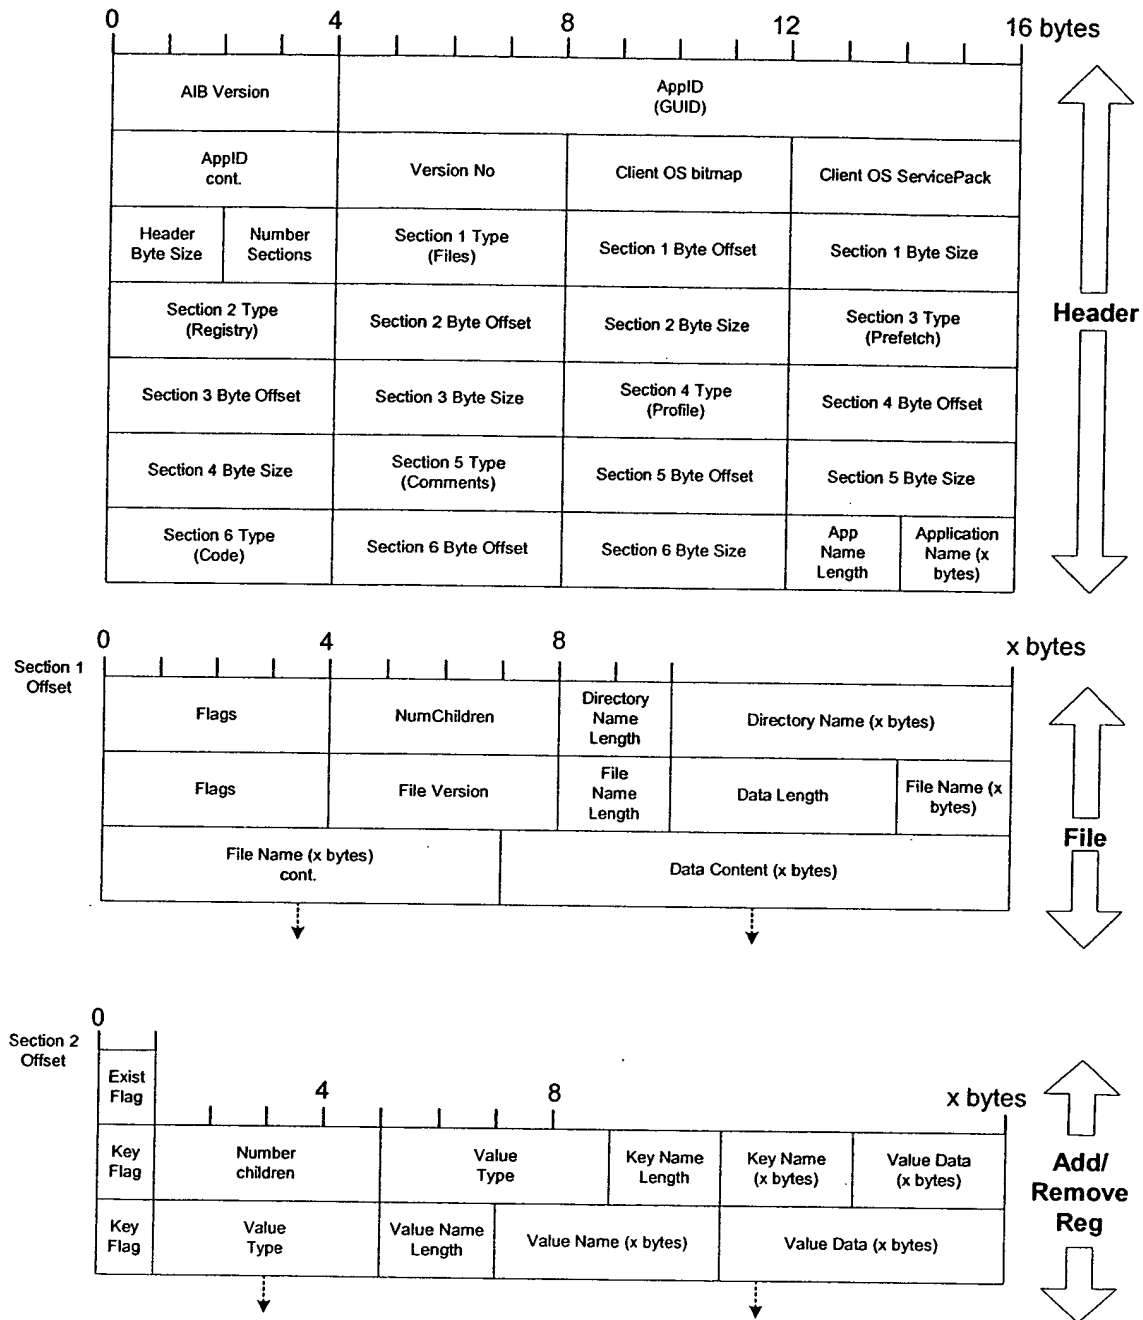 0 4 8 12 16 bytes
AIB Version
AppID
(GUID)
AppID
cont.
Version No
Client OS bitmap
Client OS ServicePack
Header
Byte Size
Number
Sections
Section 1 Type
(Files)
Section 1 Byte Offset
Section 1 Byte Size
Section 2 Type
(Registry)
Section 2 Byte Offset
Section 2 Byte Size
Section 3 Type
(Prefetch)
Header
Section 3 Byte Offset
Section 3 Byte Size
Section 4 Type
(Profile)
Section 4 Byte Offset
Section 4 Byte Size
Section 5 Type
(Comments)
Section 5 Byte Offset
Section 5 Byte Size
Section 6 Type
(Code)
Section 6 Byte Offset
Section 6 Byte Size
App
Name
Length
Application
Name (x
bytes)
0 4 8 x bytes
Section 1
Offset
Flags
NumChildren
Directory
Name
Length
Directory Name (x bytes)
Flags
File Version
File
Name
Length
Data Length
File Name (x
bytes)
File
File Name (x bytes)
cont.
Data Content (x bytes)
0
Section 2
Offset
Exist
Flag
4 8 x bytes
Key
Flag
Number
children
Value
Type
Key Name
Length
Key Name
(x bytes)
Value Data
(x bytes)
Add/
Remove
Reg
Key
Flag
Value
Type
Value Name
Length
Value Name (x bytes)
Value Data (x bytes)